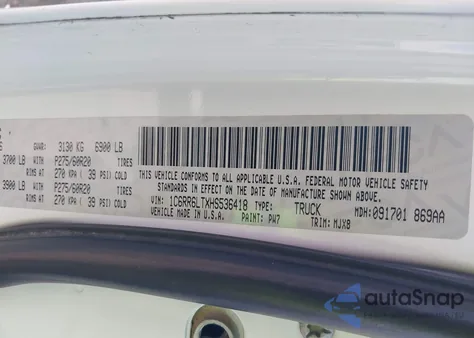 GVWR: 3130 KG 6900 LB
3700 LB WITH P275/60R20 TIRES
RIMS AT 270 KPA ( 39 PSI) COLD
3900 LB WITH P275/60R20 TIRES
RIMS AT 270 KPA ( 39 PSI) COLD
THIS VEHICLE CONFORMS TO ALL APPLICABLE U.S.A. FEDERAL MOTOR VEHICLE SAFETY
STANDARDS IN EFFECT ON THE DATE OF MANUFACTURE SHOWN ABOVE.
VIN: 1C6RR6LTXHS536418 TYPE: TRUCK MDH: 091701 869AA
VEHICLE MADE IN U.S.A. PAINT: PW7 TRIM: MJX8
autoSnap